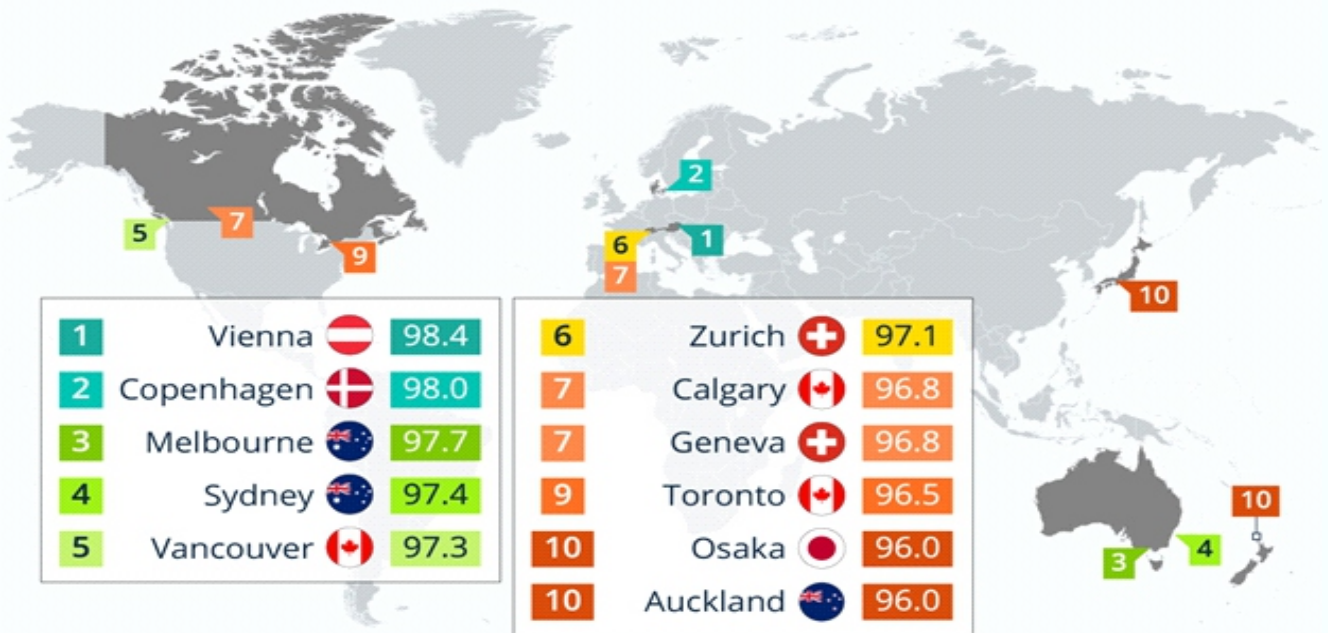 2
7
5
6
1
9
7
10
1 Vienna 98.4
2 Copenhagen 98.0
3 Melbourne 97.7
4 Sydney 97.4
5 Vancouver 97.3
6 Zurich 97.1
7 Calgary 96.8
7 Geneva 96.8
9 Toronto 96.5
10 Osaka 96.0
10 Auckland 96.0
10
3
4